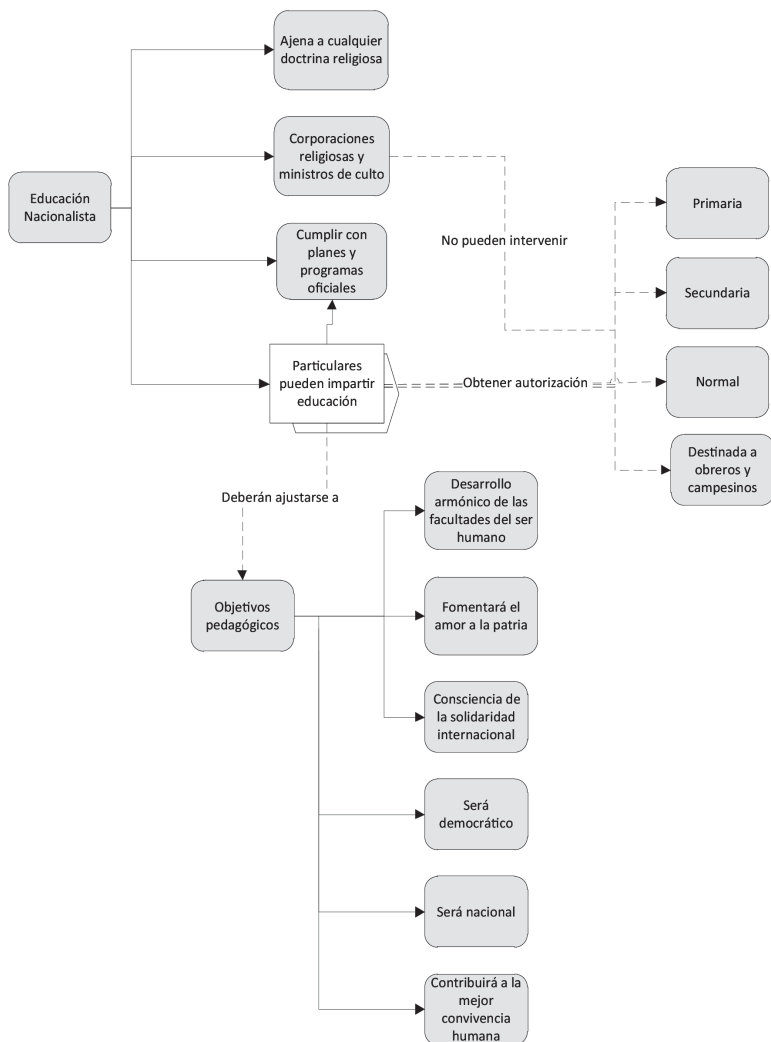 Ajena a cualquier
doctrina religiosa
Corporaciones
religiosas y
ministros de culto
Educación
Nacionalista
Primaria
No pueden intervenir
Cumplir con
planes y
programas
oficiales
Secundaria
Particulares
pueden impartir
educación
Obtener autorización
Normal
Destinada a
obreros y
campesinos
Deberán ajustarse a
Desarrollo
armónico de las
facultades del ser
humano
Objetivos
pedagógicos
Fomentará el
amor a la patria
Consciencia de
la solidaridad
internacional
Será
democrático
Será nacional
Contribuirá a la
mejor
convivencia
humana